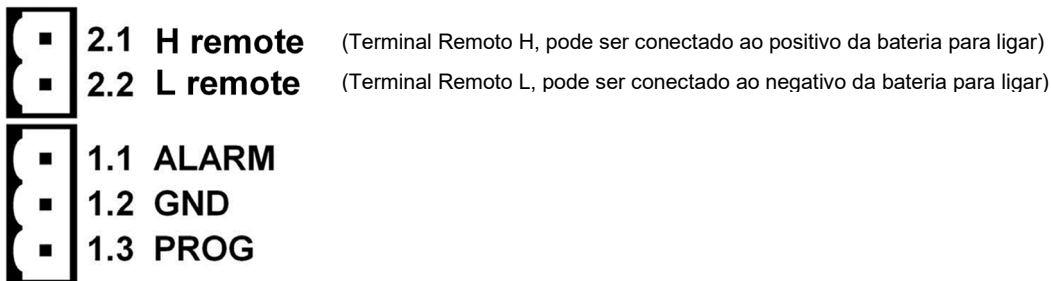 2.1 H remote (Terminal Remoto H, pode ser conectado ao positivo da bateria para ligar)
2.2 L remote (Terminal Remoto L, pode ser conectado ao negativo da bateria para ligar)
1.1 ALARM
1.2 GND
1.3 PROG